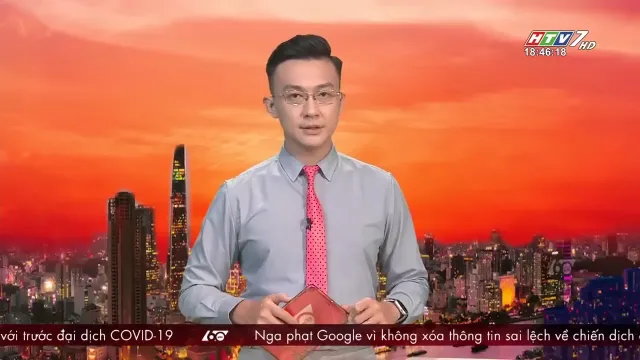 HTV7 HD
18:46:18
với trước đại dịch COVID-19 60 Nga phạt Google vì không xóa thông tin sai lệch về chiến dịch